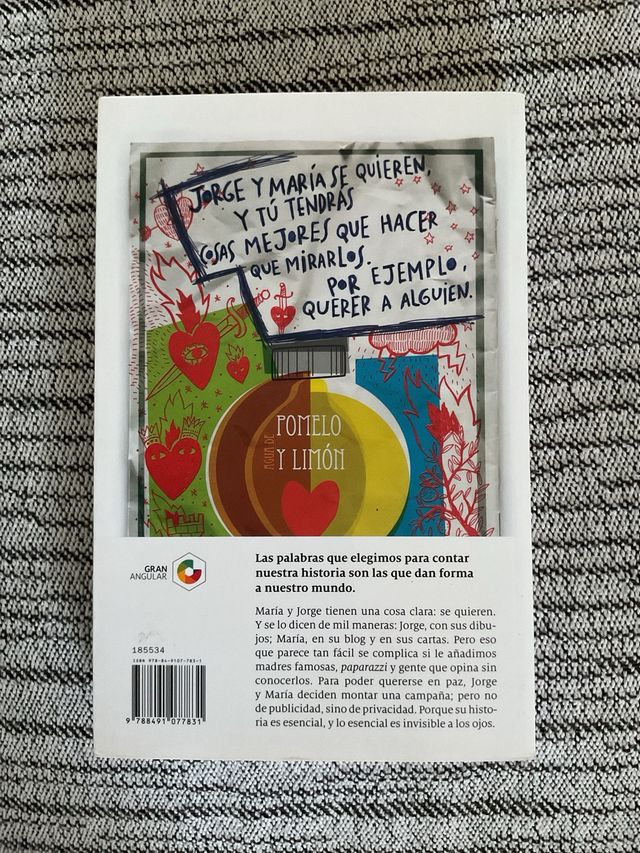 JORGE Y MARÍA SE QUIEREN,
Y TÚ TENDRÁS
COSAS MEJORES QUE HACER
QUE MIRARLOS.
POR EJEMPLO,
QUERER A ALGUIEN.
AGUA DE
POMELO
Y LIMÓN
GRAN
ANGULAR
Las palabras que elegimos para contar
nuestra historia son las que dan forma
a nuestro mundo.
María y Jorge tienen una cosa clara: se quieren.
Y se lo dicen de mil maneras: Jorge, con sus dibu-
jos; María, en su blog y en sus cartas. Pero eso
que parece tan fácil se complica si le añadimos
madres famosas, paparazzi y gente que opina sin
conocerlos. Para poder quererse en paz, Jorge
y María deciden montar una campaña; pero no
de publicidad, sino de privacidad. Porque su histo-
ria es esencial, y lo esencial es invisible a los ojos.
185534
ISBN 978-84-9107-783-1
9 788491 077831